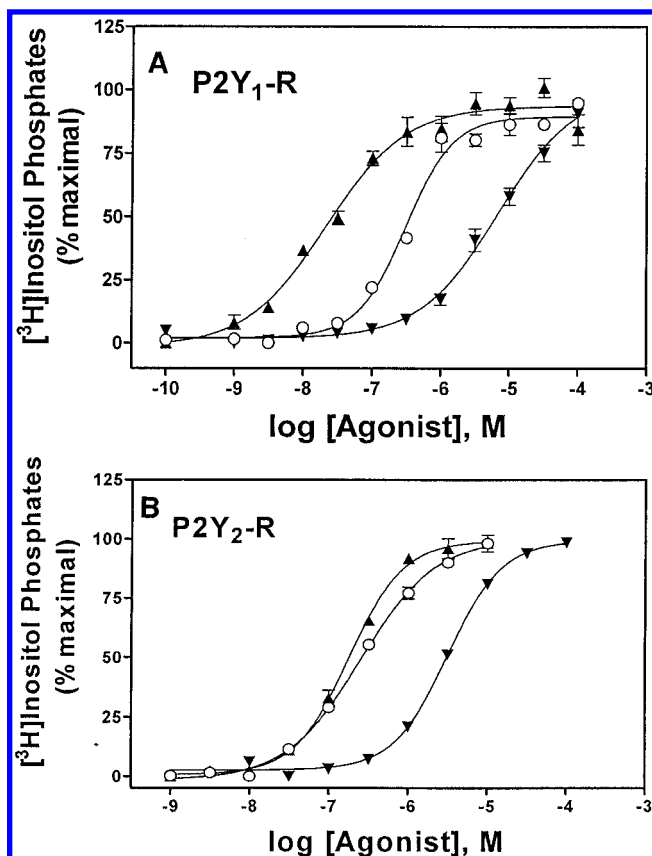 A
P2Y₁-R
[³H]Inositol Phosphates
(% maximal)
125
100
75
50
25
0
-10
-9
-8
-7
-6
-5
-4
-3
log [Agonist], M
B
P2Y₂-R
[³H]Inositol Phosphates
(% maximal)
125
100
75
50
25
0
-9
-8
-7
-6
-5
-4
-3
log [Agonist], M